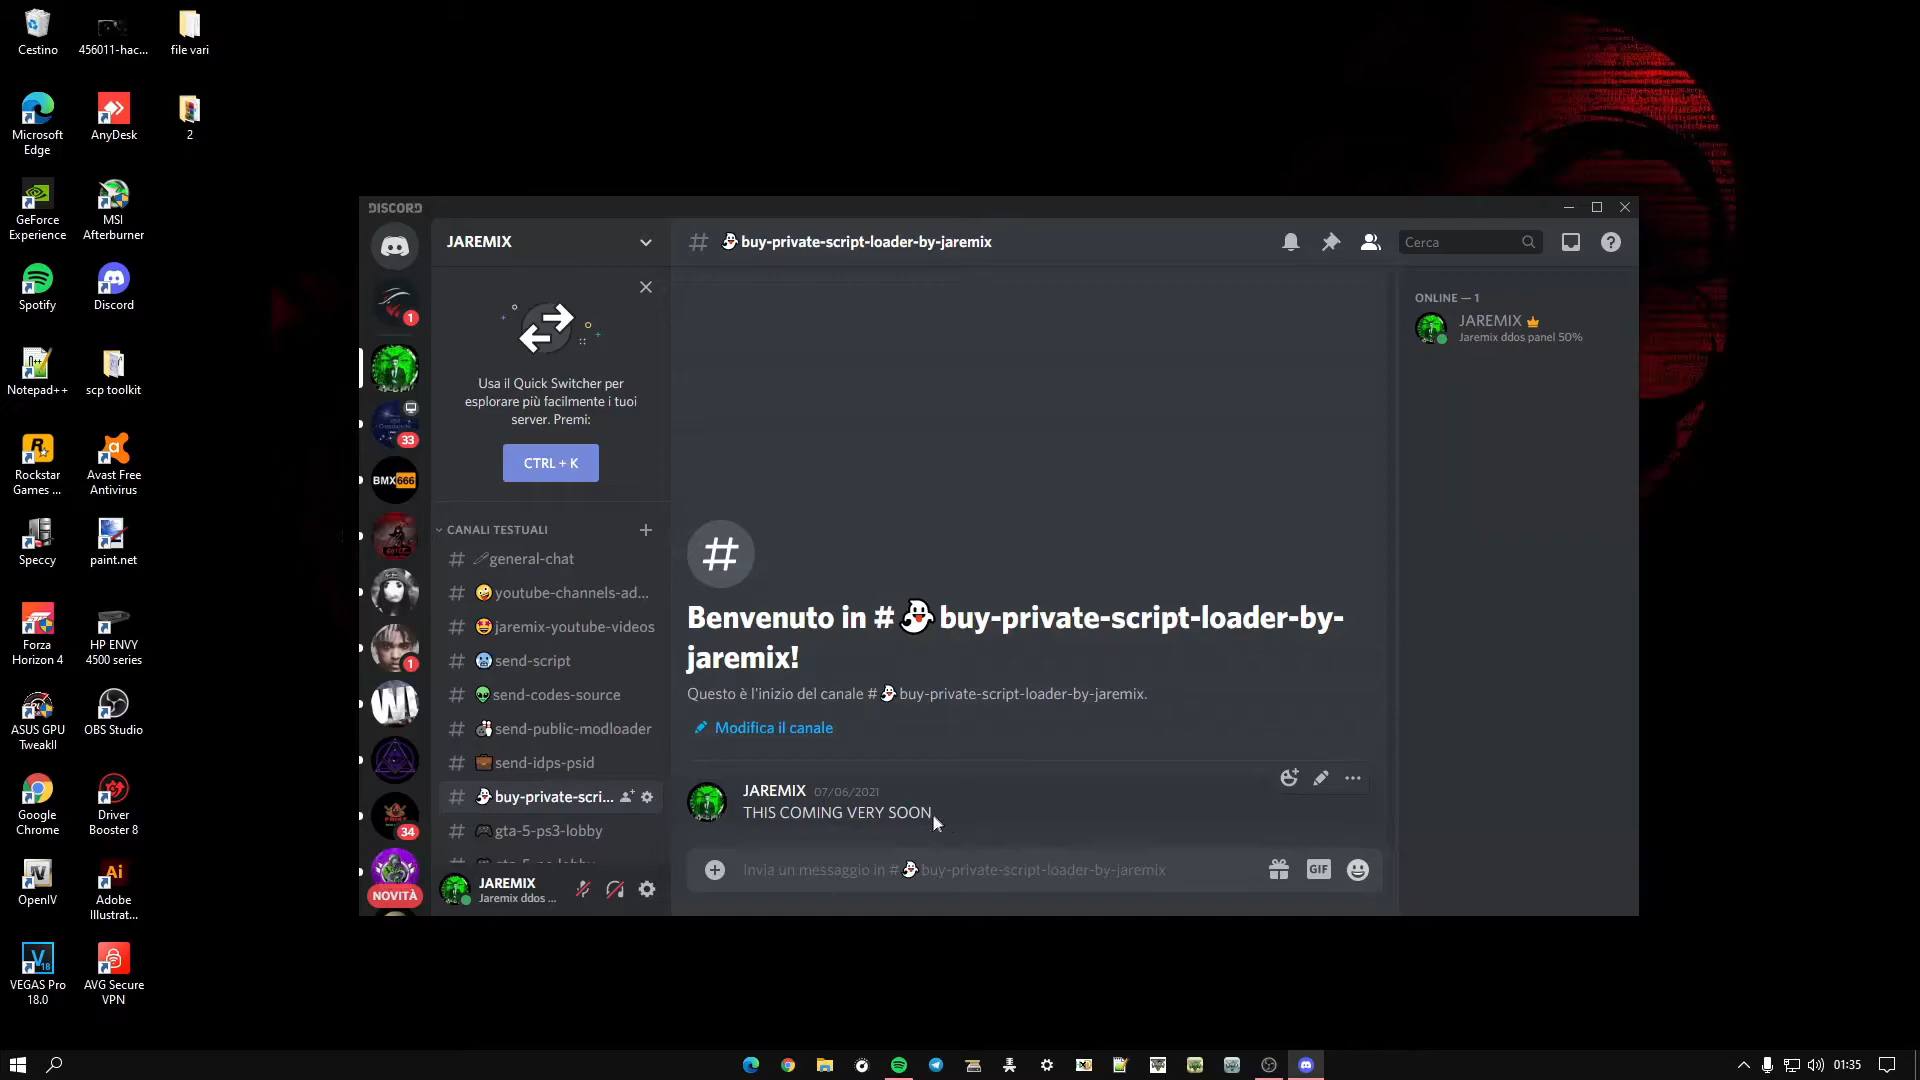 Cestino
456011-hac...
file vari
Microsoft
Edge
AnyDesk
2
GeForce
Experience
MSI
Afterburner
Spotify
Discord
Notepad++
scp toolkit
Rockstar
Games ...
Avast Free
Antivirus
Speccy
paint.net
Forza
Horizon 4
HP ENVY
4500 series
ASUS GPU
TweakII
OBS Studio
Google
Chrome
Driver
Booster 8
OpenIV
Adobe
Illustrat...
VEGAS Pro
18.0
AVG Secure
VPN
DISCORD
1
33
BMX666
1
34
NOVITÀ
JAREMIX
Usa il Quick Switcher per
esplorare più facilmente i tuoi
server. Premi:
CTRL + K
CANALI TESTUALI
general-chat
youtube-channels-ad...
jaremix-youtube-videos
send-script
send-codes-source
send-public-modloader
send-idps-psid
buy-private-scri...
gta-5-ps3-lobby
JAREMIX
Jaremix ddos ...
# 👻buy-private-script-loader-by-jaremix
Cerca
Benvenuto in #👻buy-private-script-loader-by-
jaremix!
Questo è l'inizio del canale #👻buy-private-script-loader-by-jaremix.
Modifica il canale
JAREMIX 07/06/2021
THIS COMING VERY SOON
Invia un messaggio in #👻buy-private-script-loader-by-jaremix
GIF
ONLINE — 1
JAREMIX
Jaremix ddos panel 50%
01:35